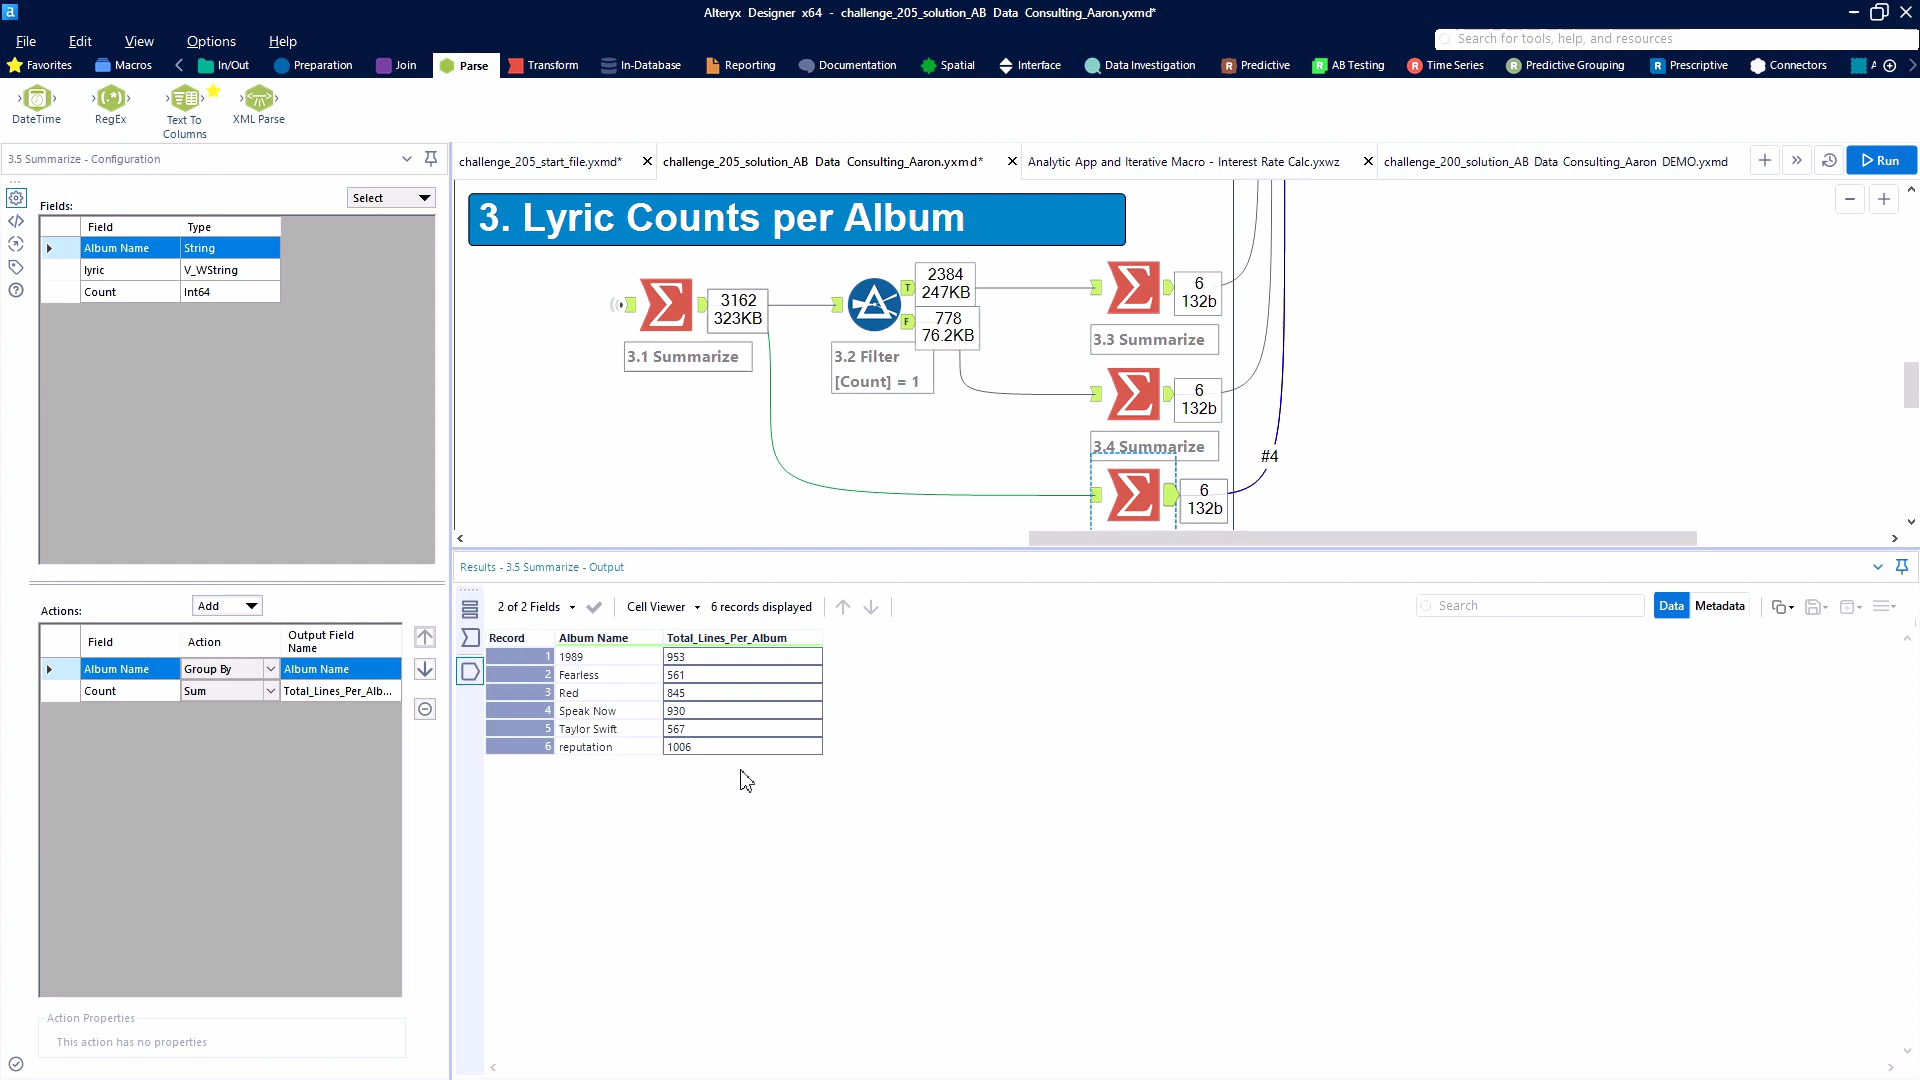 Alteryx Designer x64 - challenge_205_solution_AB Data Consulting_Aaron.yxmd*
File Edit View Options Help
Search for tools, help, and resources
Favorites Macros In/Out Preparation Join Parse Transform In-Database Reporting Documentation Spatial Interface Data Investigation Predictive AB Testing Time Series Predictive Grouping Prescriptive Connectors
DateTime RegEx Text To Columns XML Parse
3.5 Summarize - Configuration
challenge_205_start_file.yxmd*
challenge_205_solution_AB Data Consulting_Aaron.yxmd*
Analytic App and Iterative Macro - Interest Rate Calc.yxwz
challenge_200_solution_AB Data Consulting_Aaron DEMO.yxmd
Run
Fields:
Select
Field Type
Album Name String
lyric V_WString
Count Int64
3. Lyric Counts per Album
3162
323KB
3.1 Summarize
T
F
2384
247KB
778
76.2KB
3.2 Filter
[Count] = 1
6
132b
3.3 Summarize
6
132b
3.4 Summarize
6
132b
#4
Actions:
Add
Field Action Output Field Name
Album Name Group By Album Name
Count Sum Total_Lines_Per_Alb...
Action Properties
This action has no properties
Results - 3.5 Summarize - Output
2 of 2 Fields Cell Viewer 6 records displayed
Search
Data Metadata
Record Album Name Total_Lines_Per_Album
1 1989 953
2 Fearless 561
3 Red 845
4 Speak Now 930
5 Taylor Swift 567
6 reputation 1006